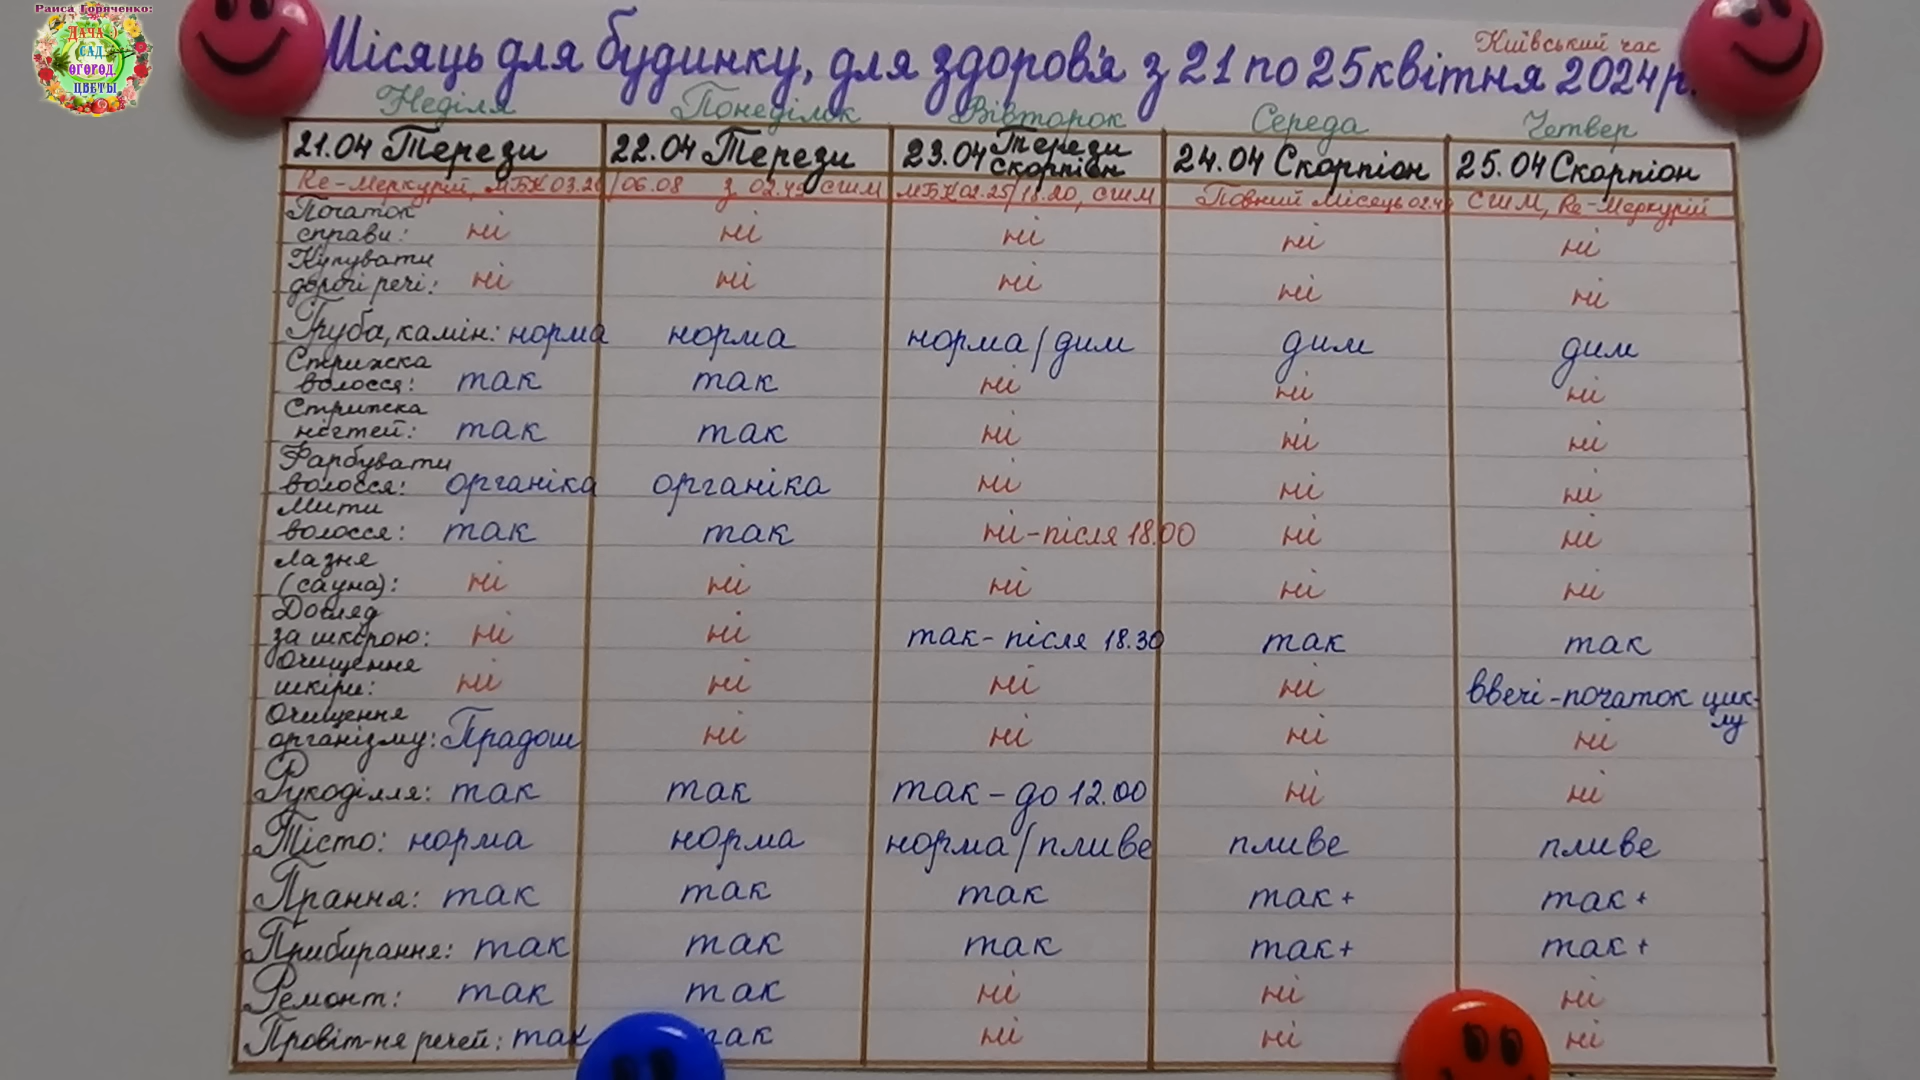 Раиса Горяченко:
ДАЧА
САД
ОГОРОД
ЦВЕТЫ
Місяць для будинку, для здоров'я з 21 по 25 квітня 2024р.
Київський час
Неділя Понеділок Вівторок Середа Четвер
21.04 Терези 22.04 Терези 23.04 Терези Скорпіон 24.04 Скорпіон 25.04 Скорпіон
Re-Меркурій, МБК 03.20 /06.08 з 02.49 СШМ МБК 02.25/18.20, СШМ Повний Місяць 02.49 СШМ, Re-Меркурій
Початок справи: ні ні ні ні ні
Купувати дорогі речі: ні ні ні ні ні
Труба, камін: норма норма норма/дим дим дим
Стрижка волосся: так так ні ні ні
Стрижка нігтей: так так ні ні ні
Фарбувати волосся: органіка органіка ні ні ні
Мити волосся: так так ні-після 18.00 ні ні
Лазня (сауна): ні ні ні ні ні
Догляд за шкірою: ні ні так-після 18.30 так так
Очищення шкіри: ні ні ні ні ввечі-початок циклу
Очищення організму: Прадош ні ні ні ні
Рукоділля: так так так-до 12.00 ні ні
Тісто: норма норма норма/пливе пливе пливе
Прання: так так так так+ так+
Прибирання: так так так так+ так+
Ремонт: так так ні ні ні
Провіт-ня речей: так так ні ні ні